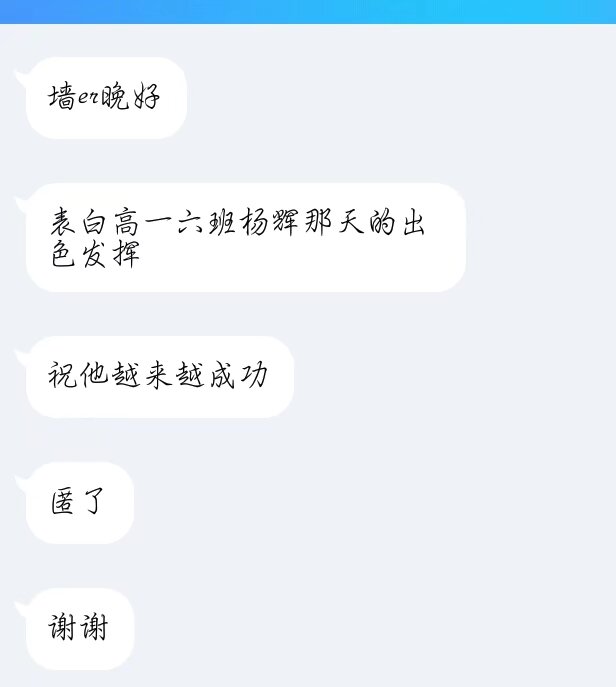 墙er晚好
表白高一六班杨辉那天的出
色发挥
祝他越来越成功
匿了
谢谢